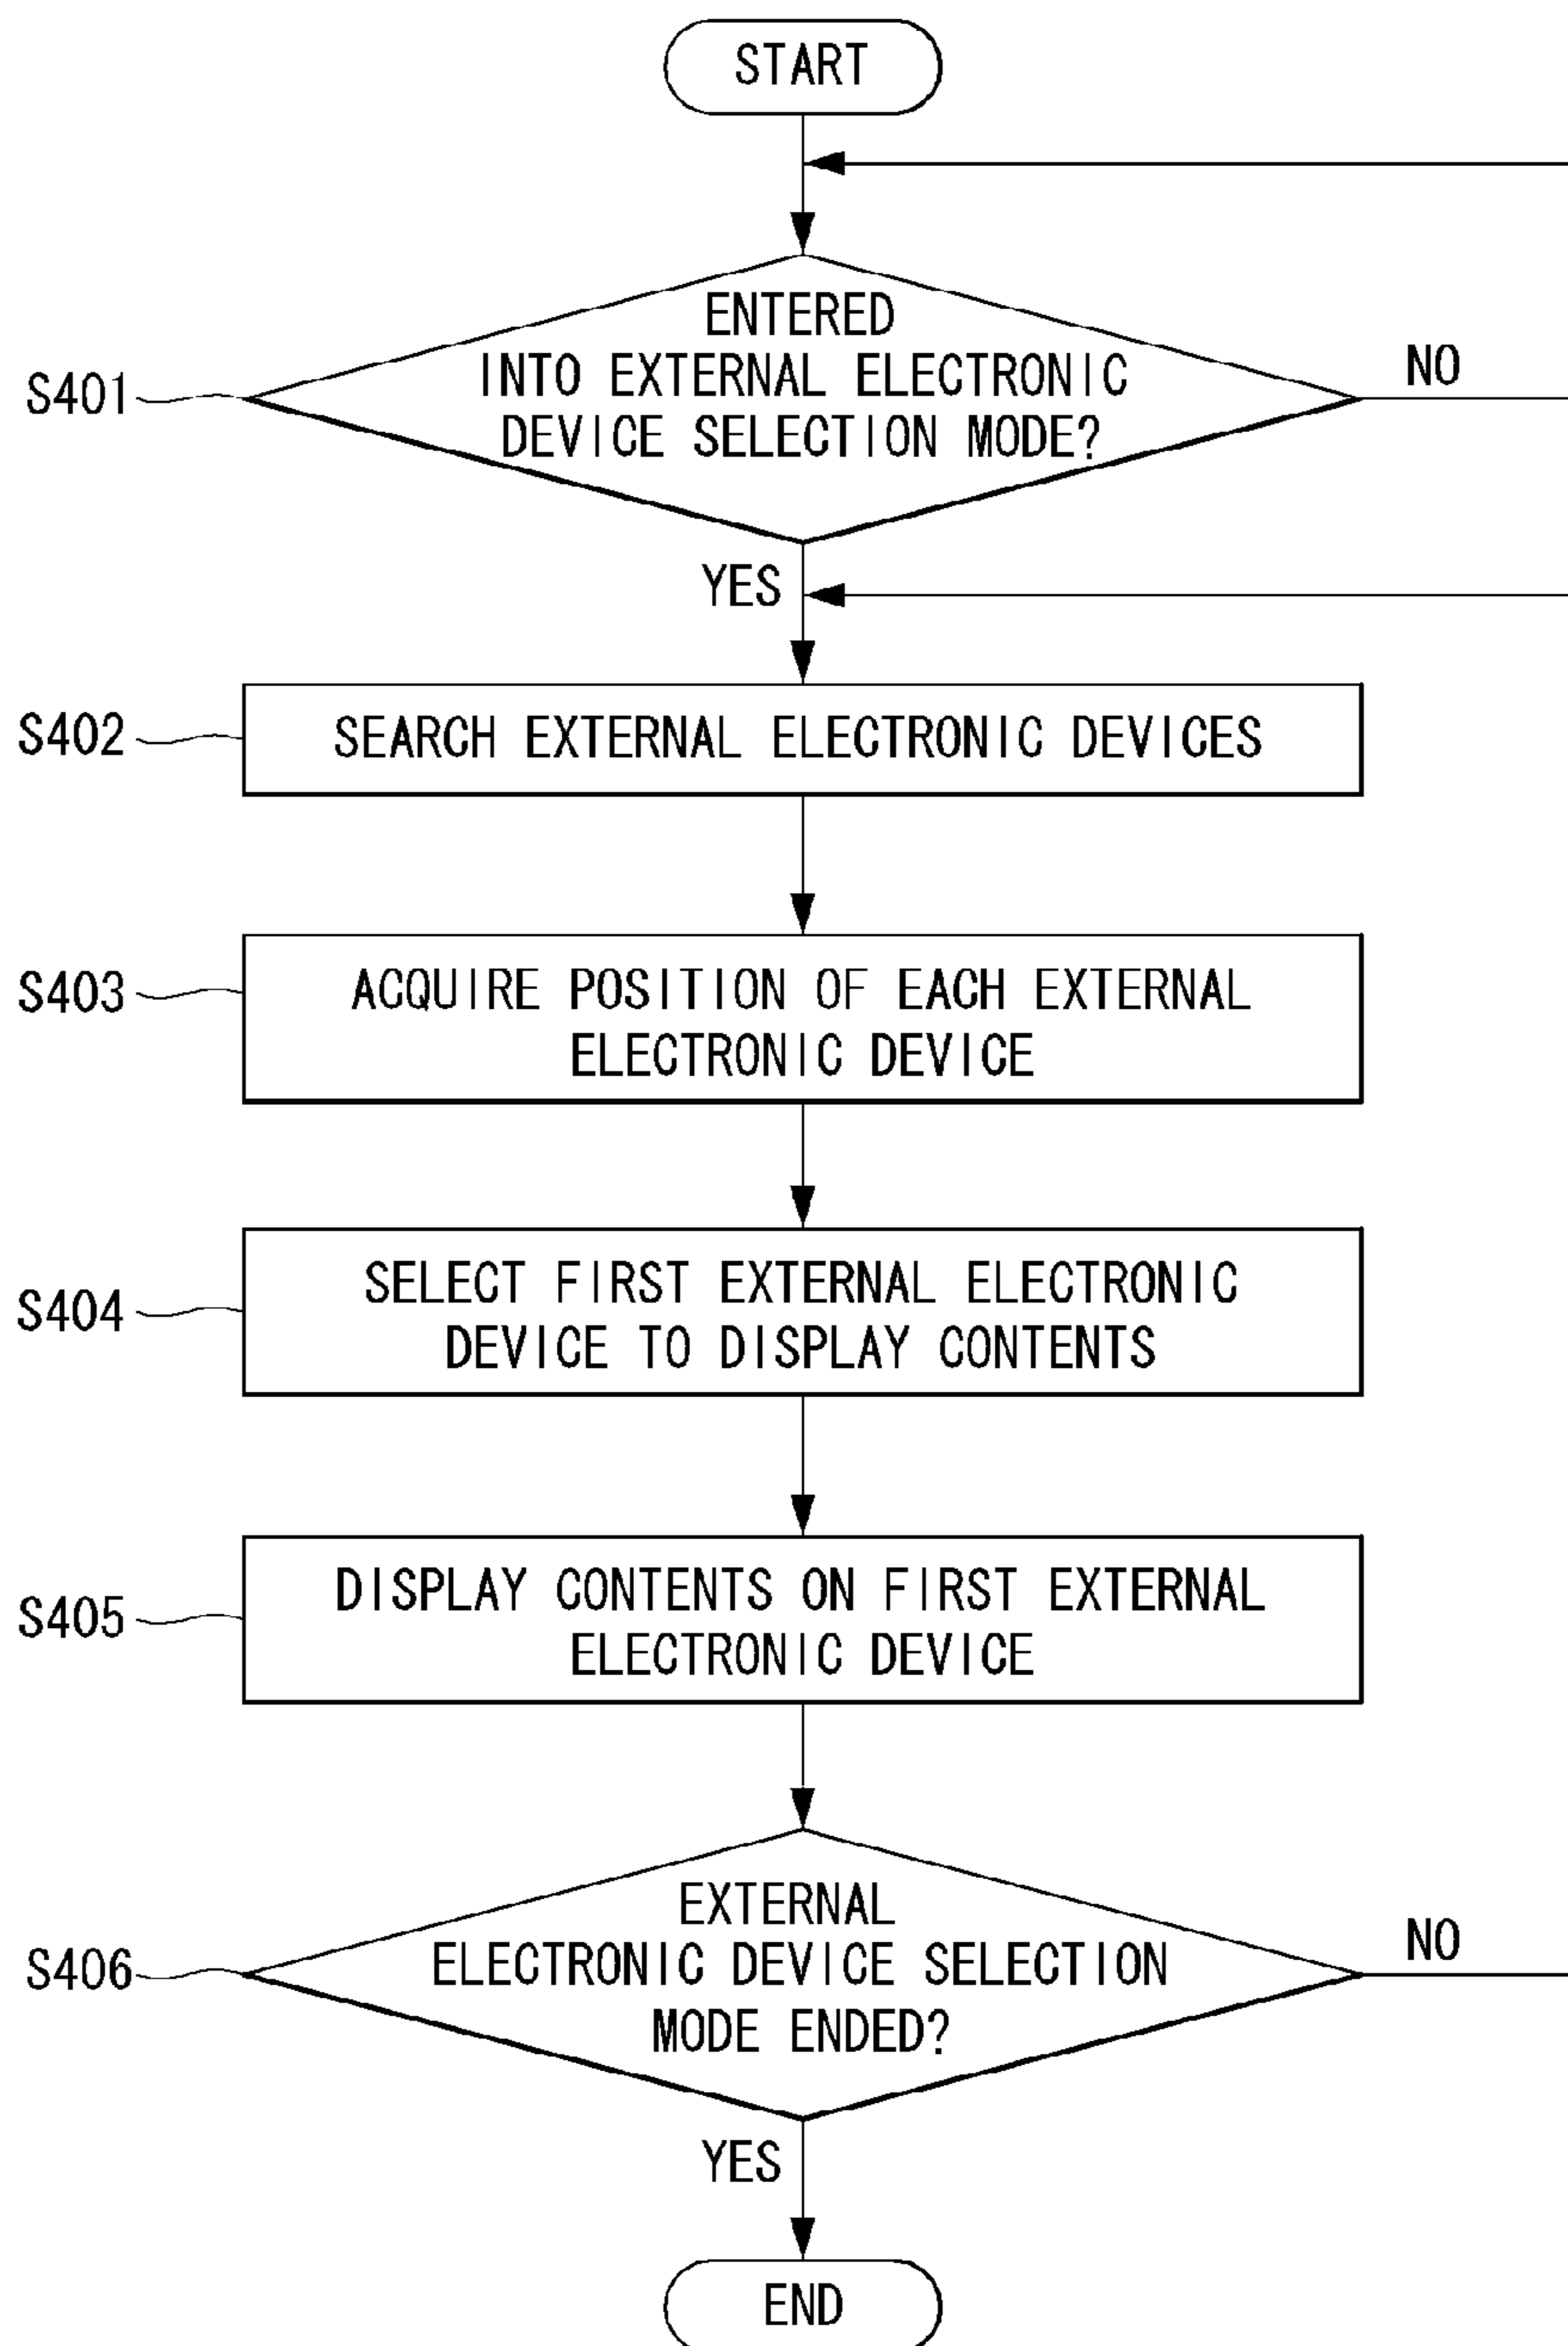 START
ENTERED
INTO EXTERNAL ELECTRONIC
DEVICE SELECTION MODE?
S401
NO
YES
S402
SEARCH EXTERNAL ELECTRONIC DEVICES
S403
ACQUIRE POSITION OF EACH EXTERNAL
ELECTRONIC DEVICE
S404
SELECT FIRST EXTERNAL ELECTRONIC
DEVICE TO DISPLAY CONTENTS
S405
DISPLAY CONTENTS ON FIRST EXTERNAL
ELECTRONIC DEVICE
EXTERNAL
ELECTRONIC DEVICE SELECTION
MODE ENDED?
S406
NO
YES
END